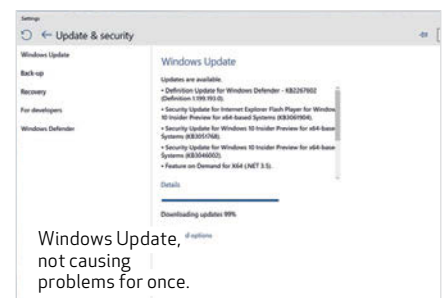 Settings
← Update & security
Windows Update
Back-up
Recovery
For developers
Windows Defender
Windows Update
Updates are available.
• Definition Update for Windows Defender - KB2267602
(Definition 1.199.193.0).
• Security Update for Internet Explorer Flash Player for Window
10 Insider Preview for x64-based Systems (KB3061904).
• Security Update for Windows 10 Insider Preview for x64-base
Systems (KB3051768).
• Security Update for Windows 10 Insider Preview for x64-base
Systems (KB3046002).
• Feature on Demand for X64 (.NET 3.5).
Details
Downloading updates 99%
d options
Windows Update,
not causing
problems for once.